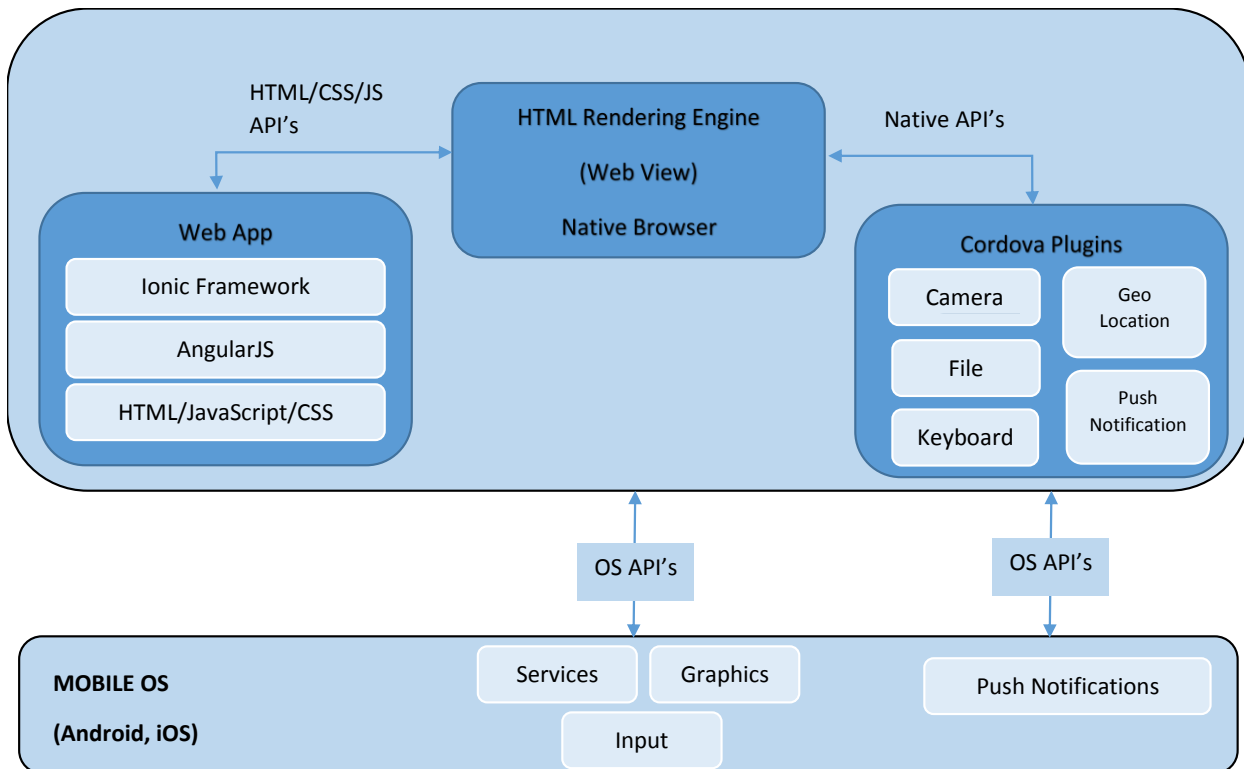 HTML/CSS/JS
API’s
HTML Rendering Engine
(Web View)
Native Browser
Native API’s
Web App
Ionic Framework
AngularJS
HTML/JavaScript/CSS
Cordova Plugins
Camera
File
Keyboard
Geo
Location
Push
Notification
OS API’s
OS API’s
MOBILE OS
(Android, iOS)
Services
Graphics
Input
Push Notifications